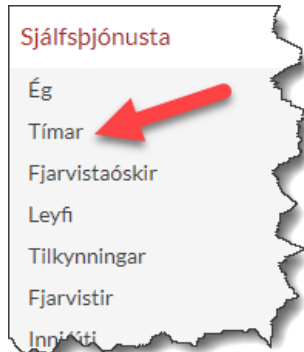 Sjálfsþjónusta
Ég
Tímar
Fjarvistaóskir
Leyfi
Tilkynningar
Fjarvistir